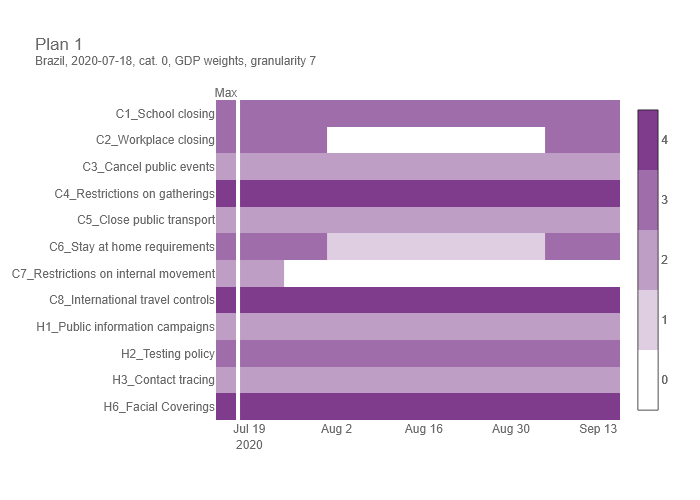 Plan 1
Brazil, 2020-07-18, cat. 0, GDP weights, granularity 7
Max
C1_School closing
C2_Workplace closing
C3_Cancel public events
C4_Restrictions on gatherings
C5_Close public transport
C6_Stay at home requirements
C7_Restrictions on internal movement
C8_International travel controls
H1_Public information campaigns
H2_Testing policy
H3_Contact tracing
H6_Facial Coverings
Jul 19
2020
Aug 2
Aug 16
Aug 30
Sep 13
4
3
2
1
0